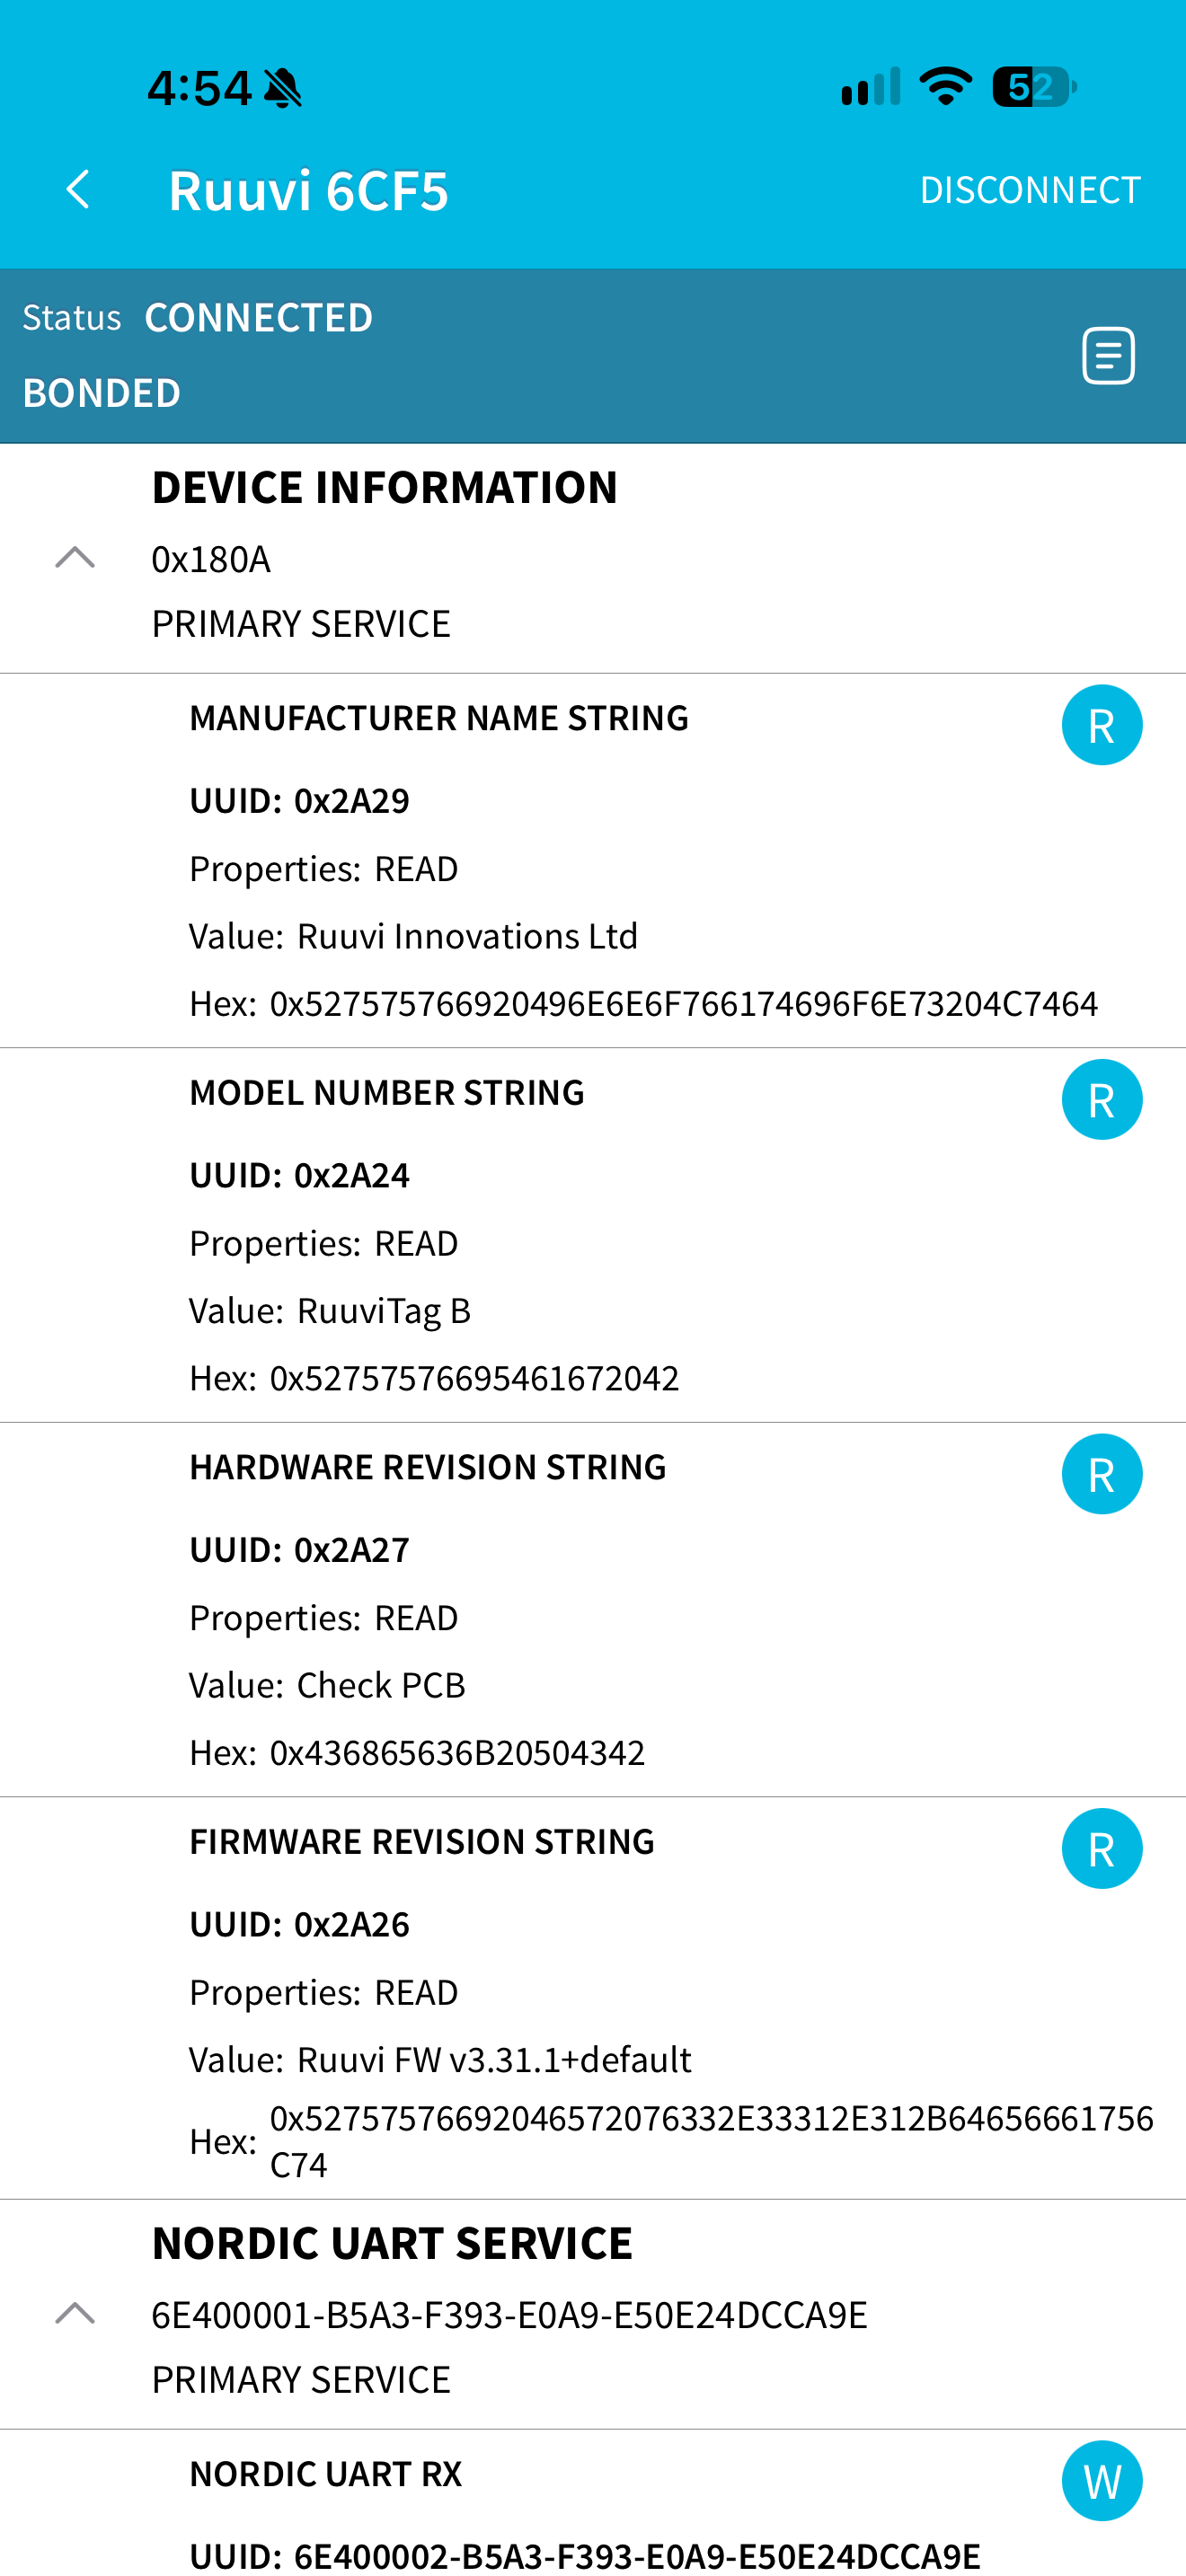 4:54
52
Ruuvi 6CF5
DISCONNECT
Status CONNECTED
BONDED
DEVICE INFORMATION
0x180A
PRIMARY SERVICE
MANUFACTURER NAME STRING
R
UUID: 0x2A29
Properties: READ
Value: Ruuvi Innovations Ltd
Hex: 0x527575766920496E6E6F766174696F6E73204C7464
MODEL NUMBER STRING
R
UUID: 0x2A24
Properties: READ
Value: RuuviTag B
Hex: 0x52757576695461672042
HARDWARE REVISION STRING
R
UUID: 0x2A27
Properties: READ
Value: Check PCB
Hex: 0x436865636B20504342
FIRMWARE REVISION STRING
R
UUID: 0x2A26
Properties: READ
Value: Ruuvi FW v3.31.1+default
Hex: 0x52757576692046572076332E33312E312B64656661756
C74
NORDIC UART SERVICE
6E400001-B5A3-F393-E0A9-E50E24DCCA9E
PRIMARY SERVICE
NORDIC UART RX
W
UUID: 6E400002-B5A3-F393-E0A9-E50E24DCCA9E